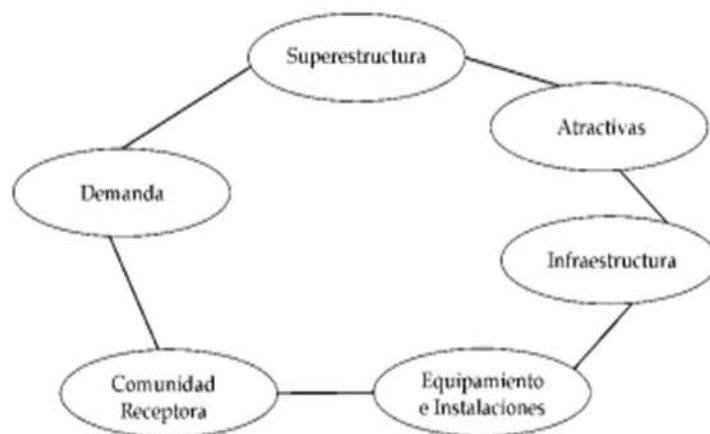 Superestructura
Atractivas
Demanda
Infraestructura
Comunidad
Receptora
Equipamiento
e Instalaciones